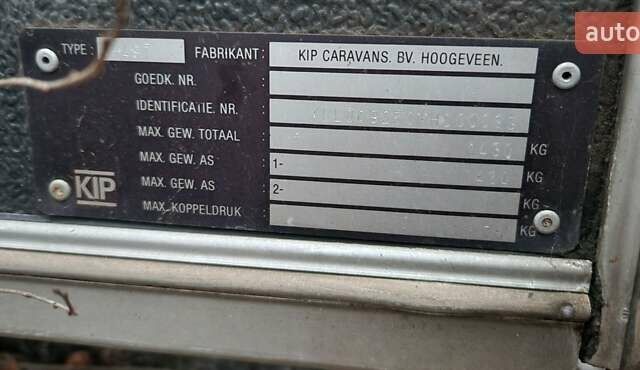 auto
TYPE :
FABRIKANT : KIP CARAVANS. BV. HOOGEVEEN.
GOEDK. NR. :
IDENTIFICATIE. NR. :
MAX. GEW. TOTAAL : KG
MAX. GEW. AS : 1- KG
MAX. GEW. AS : 2- KG
MAX. KOPPELDRUK : KG
KIP